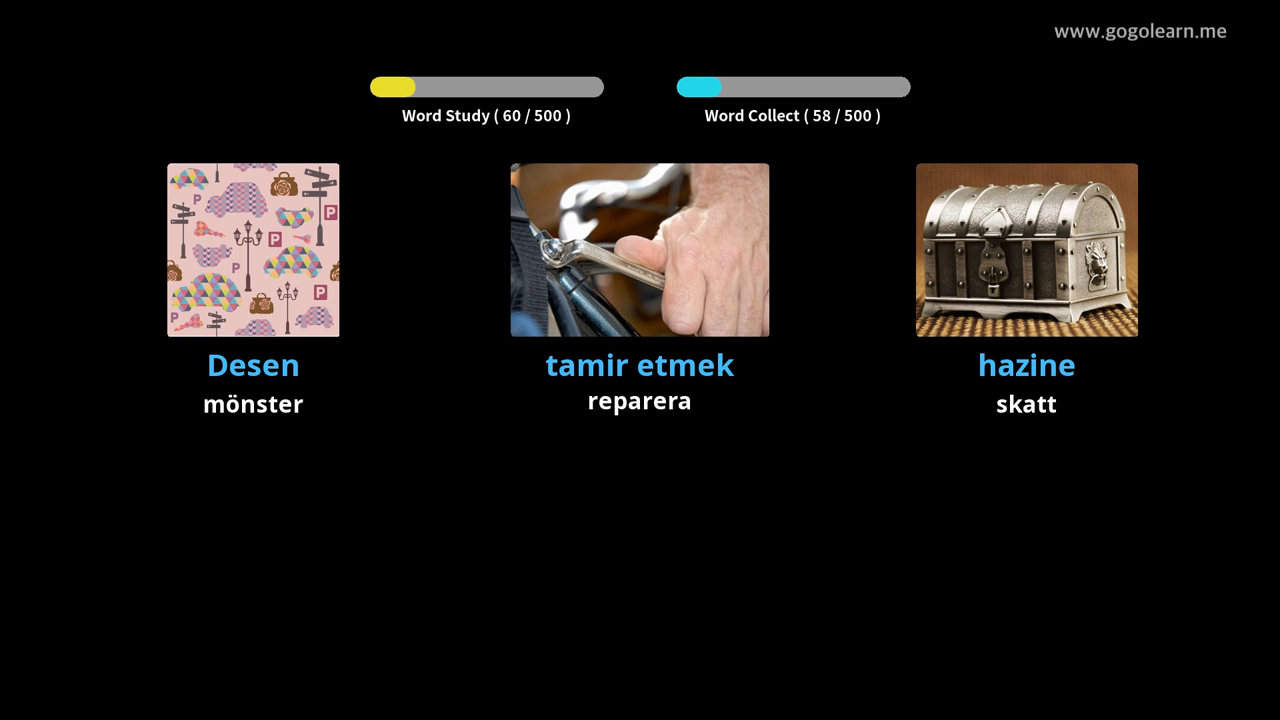 www.gogolearn.me
Word Study ( 60 / 500 )
Word Collect ( 58 / 500 )
P
P
P
P
P
P
Desen
tamir etmek
hazine
mönster
reparera
skatt